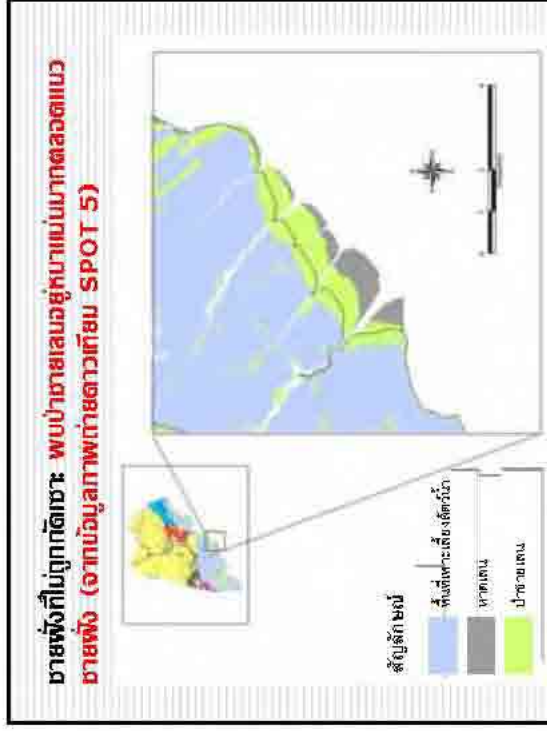 ชายฝั่งที่ไม่ถูกกัดเซาะ พบป่าชายเลนอยู่หนาแน่นมากตลอดแนว
ชายฝั่ง (จากข้อมูลภาพถ่ายดาวเทียม SPOT 5)
สัญลักษณ์
พื้นที่เพาะเลี้ยงสัตว์น้ำ
หาดเลน
ป่าชายเลน